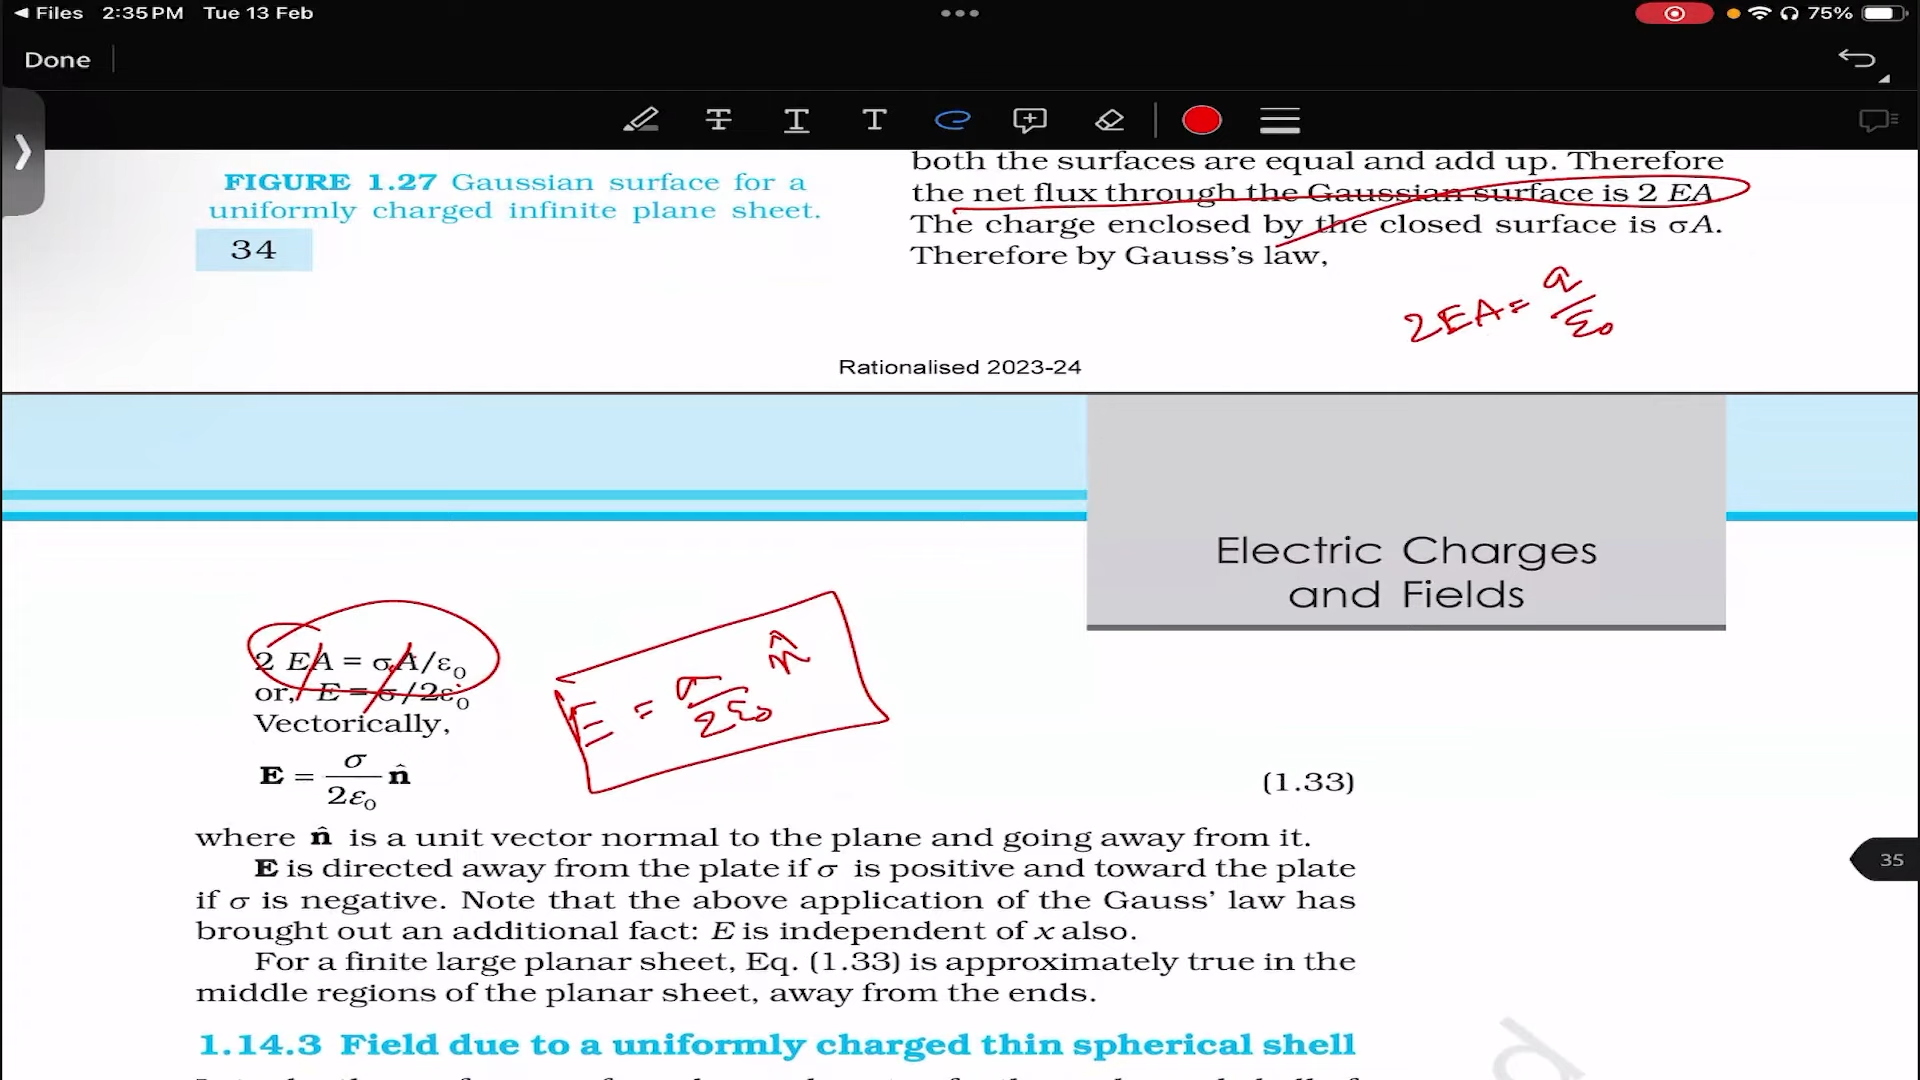 Files 2:35 PM Tue 13 Feb 75%
Done
both the surfaces are equal and add up. Therefore
the net flux through the Gaussian surface is 2 EA.
The charge enclosed by the closed surface is σA.
Therefore by Gauss's law,
FIGURE 1.27 Gaussian surface for a
uniformly charged infinite plane sheet.
34
2EA = q/ε₀
Rationalised 2023-24
Electric Charges
and Fields
2 EA = σA/ε₀
or, E = σ/2ε₀
Vectorically,
E = σ/2ε₀ n̂
E = σ/2ε₀ n̂
(1.33)
where n̂ is a unit vector normal to the plane and going away from it.
E is directed away from the plate if σ is positive and toward the plate
if σ is negative. Note that the above application of the Gauss' law has
brought out an additional fact: E is independent of x also.
For a finite large planar sheet, Eq. (1.33) is approximately true in the
middle regions of the planar sheet, away from the ends.
35
1.14.3 Field due to a uniformly charged thin spherical shell